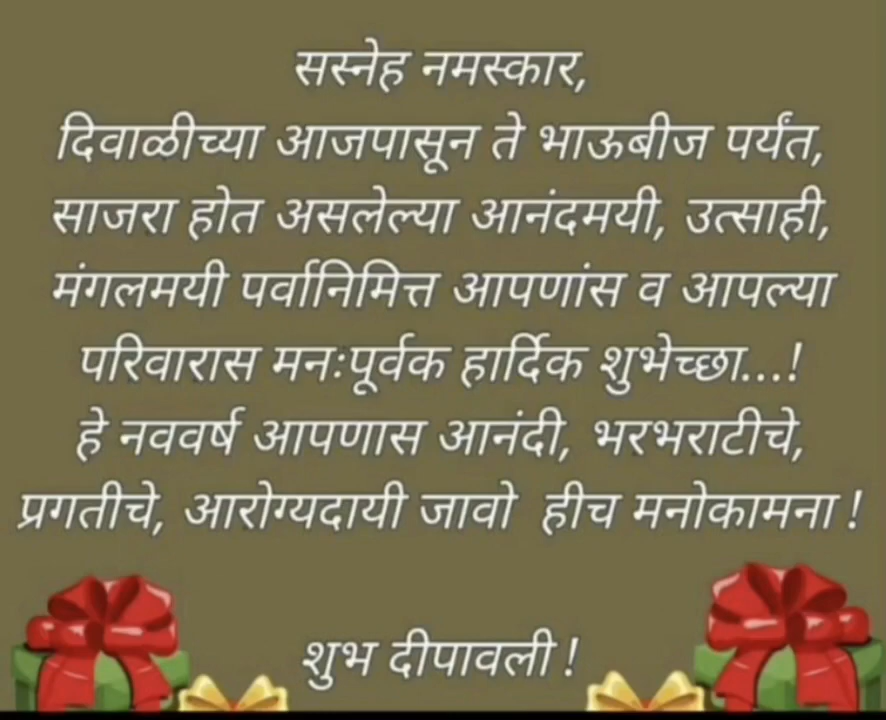 सस्नेह नमस्कार,
दिवाळीच्या आजपासून ते भाऊबीज पर्यंत,
साजरा होत असलेल्या आनंदमयी, उत्साही,
मंगलमयी पर्वानिमित्त आपणांस व आपल्या
परिवारास मनःपूर्वक हार्दिक शुभेच्छा...!
हे नववर्ष आपणास आनंदी, भरभराटीचे,
प्रगतीचे, आरोग्यदायी जावो हीच मनोकामना !
शुभ दीपावली !